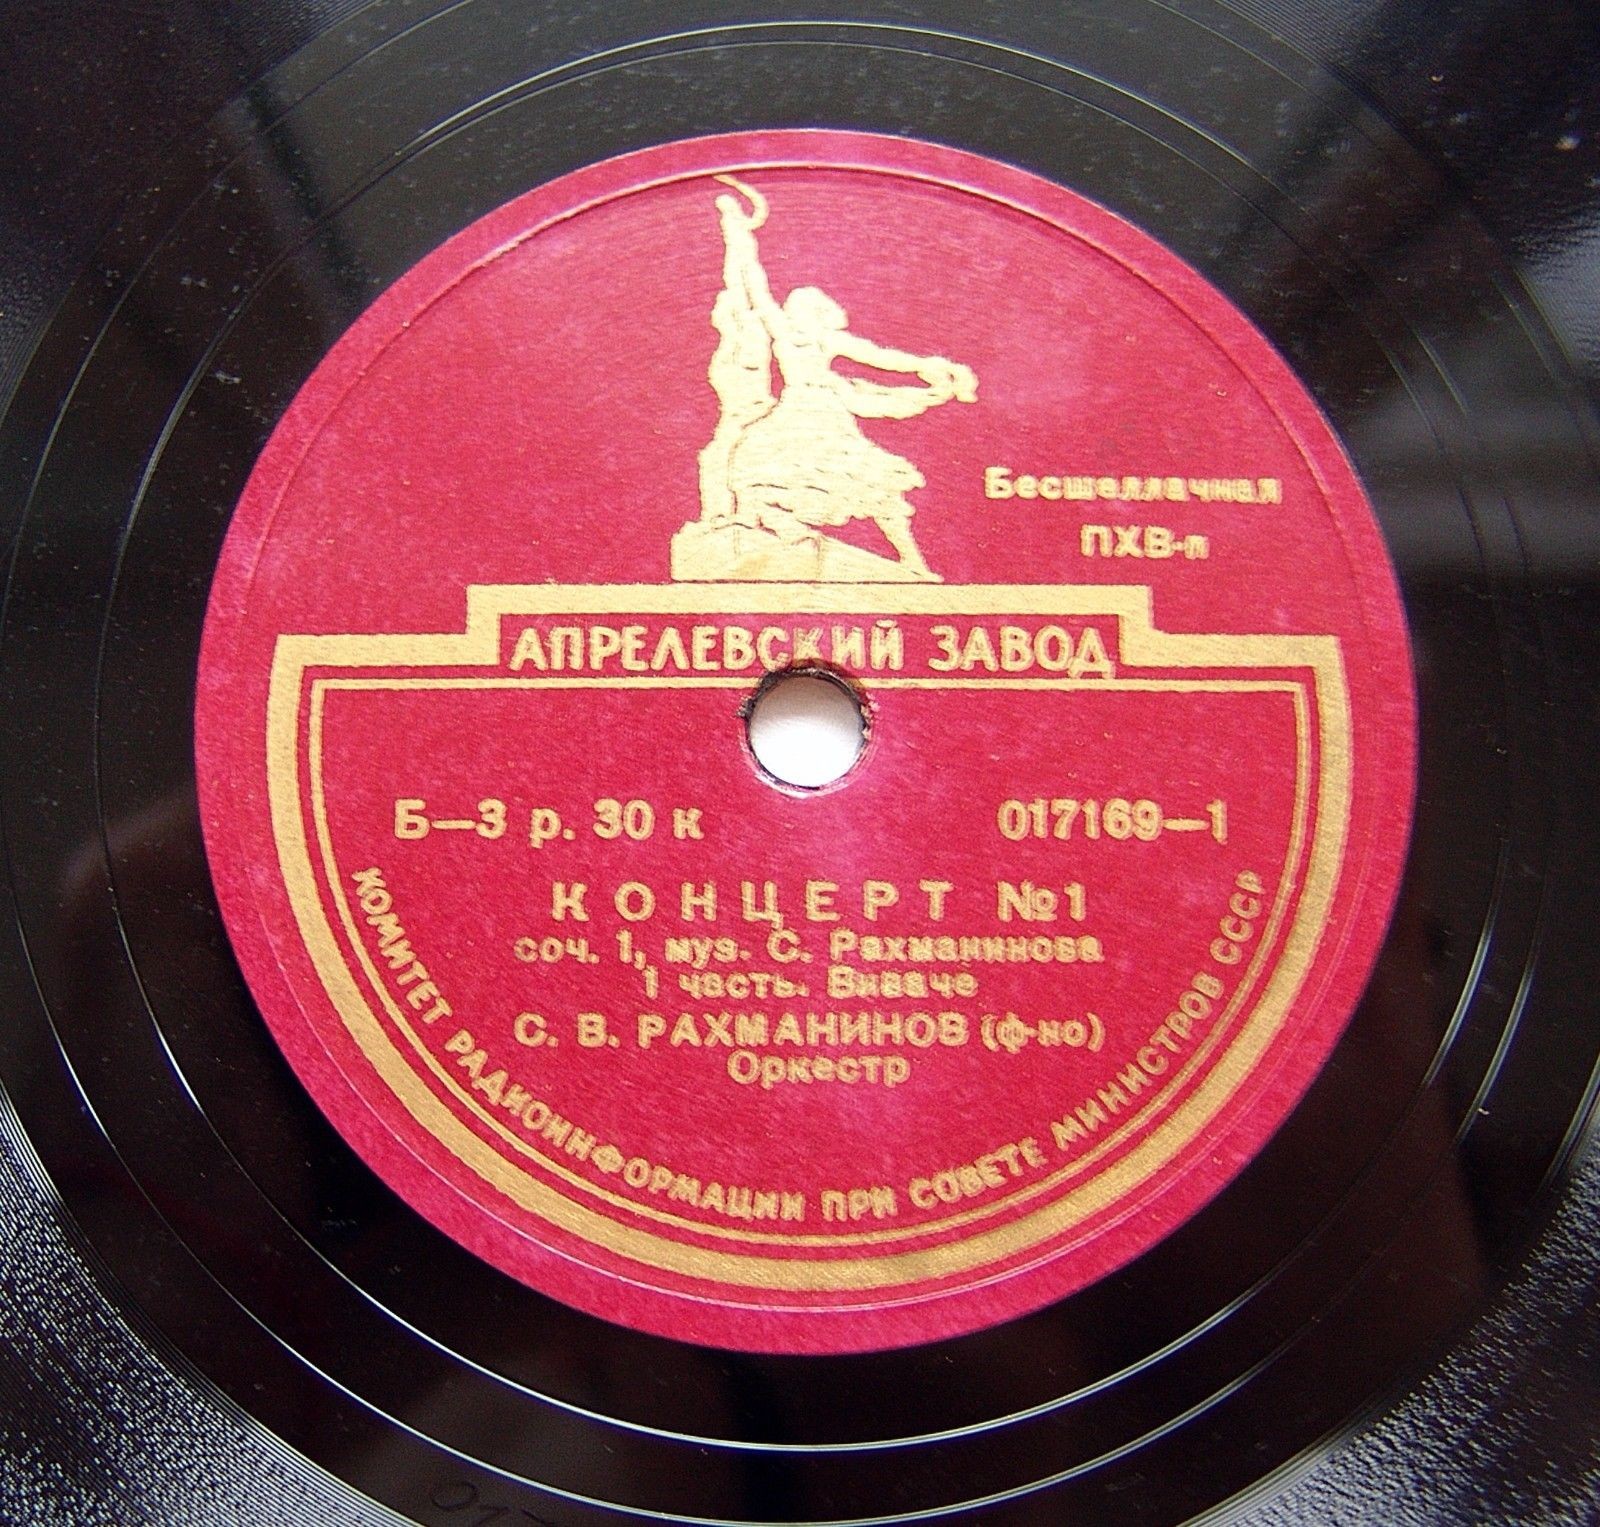 Бесшеллачная
ПХВ-п
АПРЕЛЕВСКИЙ ЗАВОД
Б—3 р. 30 к 017169—1
КОНЦЕРТ №1
соч. 1, муз. С. Рахманинова
1 часть. Виваче
С. В. РАХМАНИНОВ (ф-но)
Оркестр
КОМИТЕТ РАДИОИНФОРМАЦИИ ПРИ СОВЕТЕ МИНИСТРОВ СССР